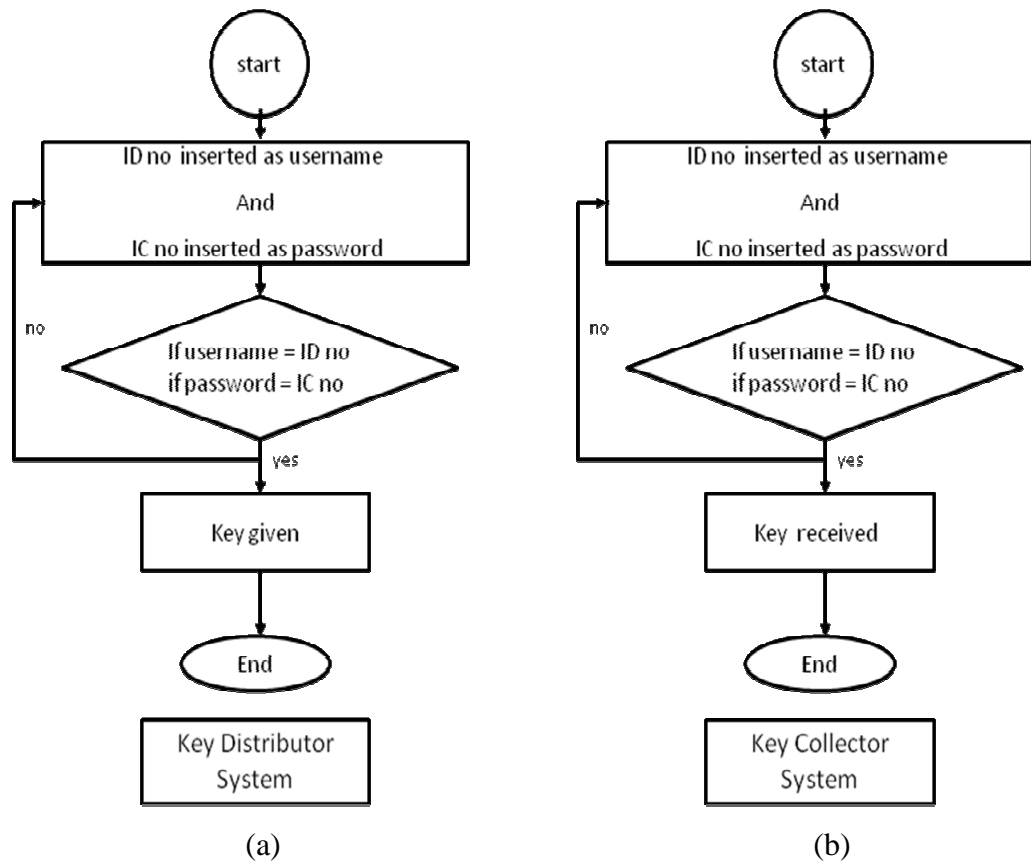 start
ID no inserted as username
And
IC no inserted as password
no
If username = ID no
if password = IC no
yes
Key given
End
Key Distributor
System
(a)
start
ID no inserted as username
And
IC no inserted as password
no
If username = ID no
if password = IC no
yes
Key received
End
Key Collector
System
(b)